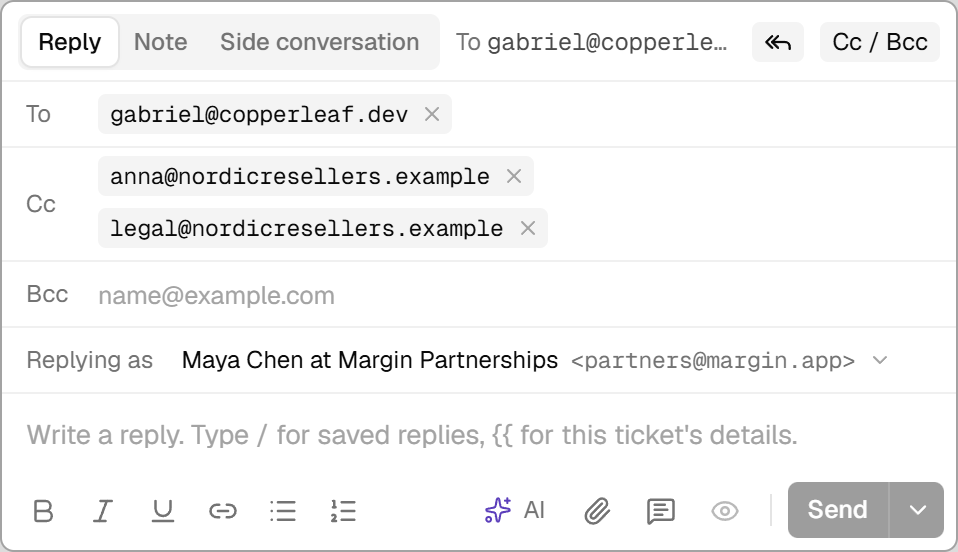 Reply Note Side conversation To gabriel@copperle… Cc / Bcc
To gabriel@copperleaf.dev
Cc anna@nordicresellers.example
legal@nordicresellers.example
Bcc name@example.com
Replying as Maya Chen at Margin Partnerships <partners@margin.app>
Write a reply. Type / for saved replies, {{ for this ticket's details.
B I U AI Send